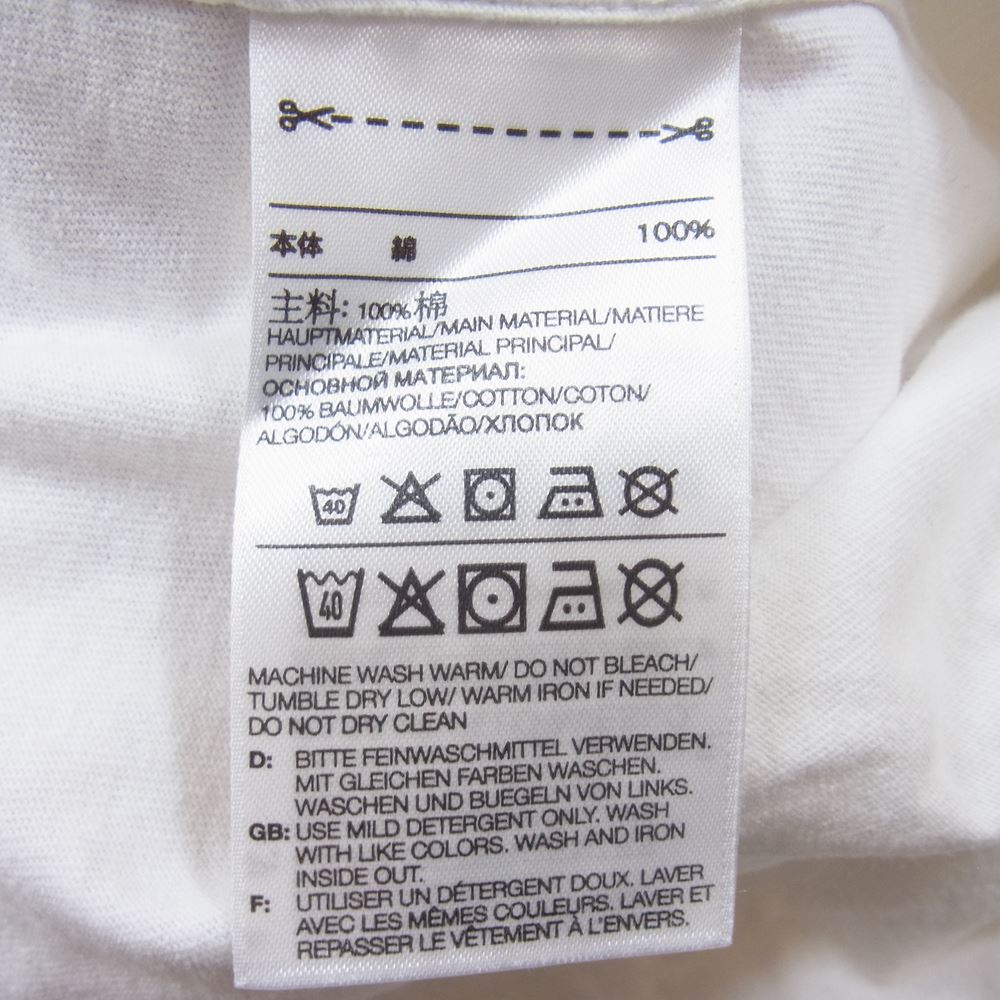 本体 綿 100%
主料: 100%棉
HAUPTMATERIAL/MAIN MATERIAL/MATIERE
PRINCIPALE/MATERIAL PRINCIPAL/
ОСНОВНОЙ МАТЕРИАЛ:
100% BAUMWOLLE/COTTON/COTON/
ALGODÓN/ALGODÃO/ХЛОПОК
40
40
MACHINE WASH WARM/ DO NOT BLEACH/
TUMBLE DRY LOW/ WARM IRON IF NEEDED/
DO NOT DRY CLEAN
D: BITTE FEINWASCHMITTEL VERWENDEN.
MIT GLEICHEN FARBEN WASCHEN.
WASCHEN UND BUEGELN VON LINKS.
GB: USE MILD DETERGENT ONLY. WASH
WITH LIKE COLORS. WASH AND IRON
INSIDE OUT.
F: UTILISER UN DÉTERGENT DOUX. LAVER
AVEC LES MÊMES COULEURS. LAVER ET
REPASSER LE VÊTEMENT À L'ENVERS.